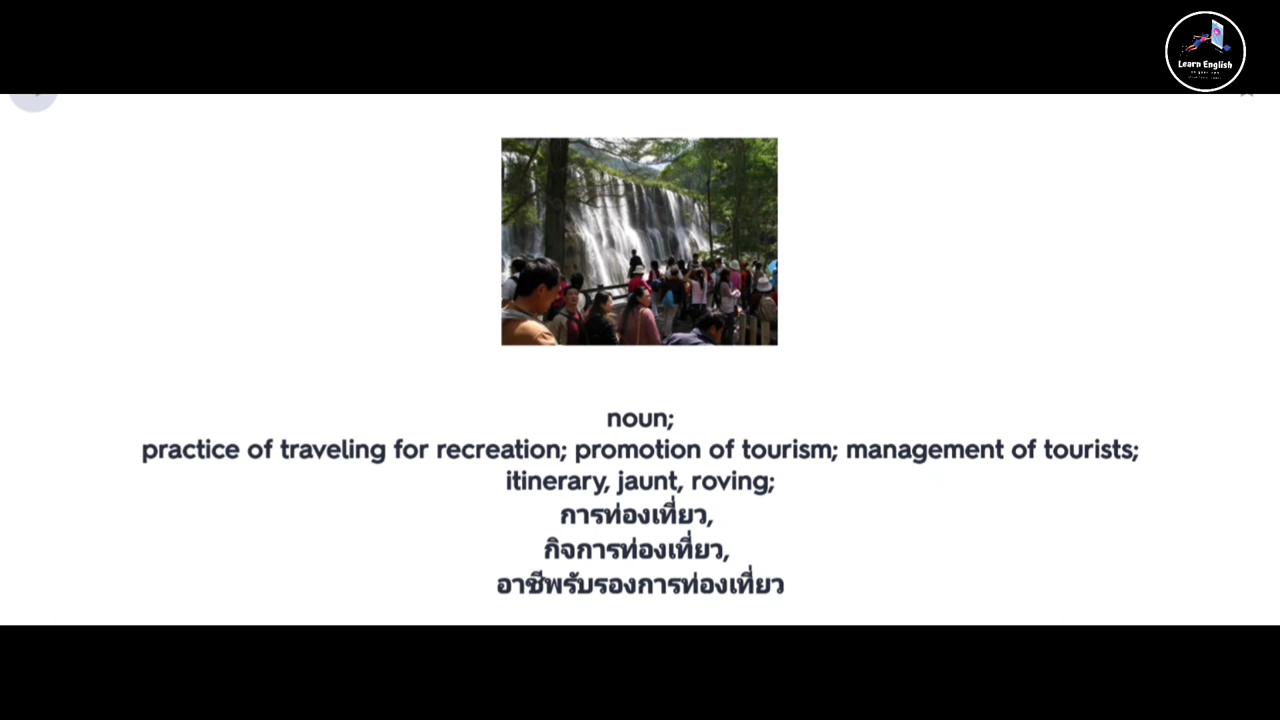 Learn English
noun;
practice of traveling for recreation; promotion of tourism; management of tourists;
itinerary, jaunt, roving;
การท่องเที่ยว,
กิจการท่องเที่ยว,
อาชีพรับรองการท่องเที่ยว